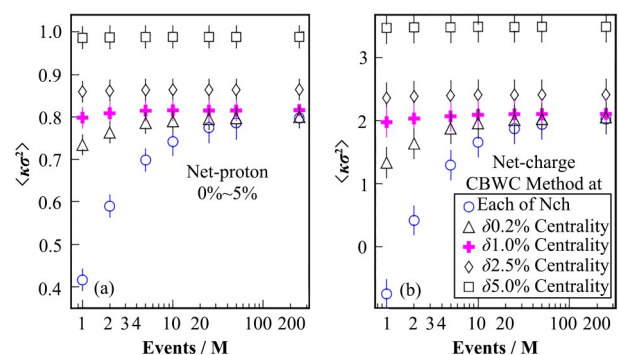 (a)
⟨κσ²⟩
1.0
0.9
0.8
0.7
0.6
0.5
0.4
Net-proton
0%~5%
1 2 3 4 10 20 100 200
Events / M
(b)
⟨κσ²⟩
3
2
1
0
Net-charge
CBWC Method at
Each of Nch
δ0.2% Centrality
δ1.0% Centrality
δ2.5% Centrality
δ5.0% Centrality
1 2 3 4 10 20 100 200
Events / M